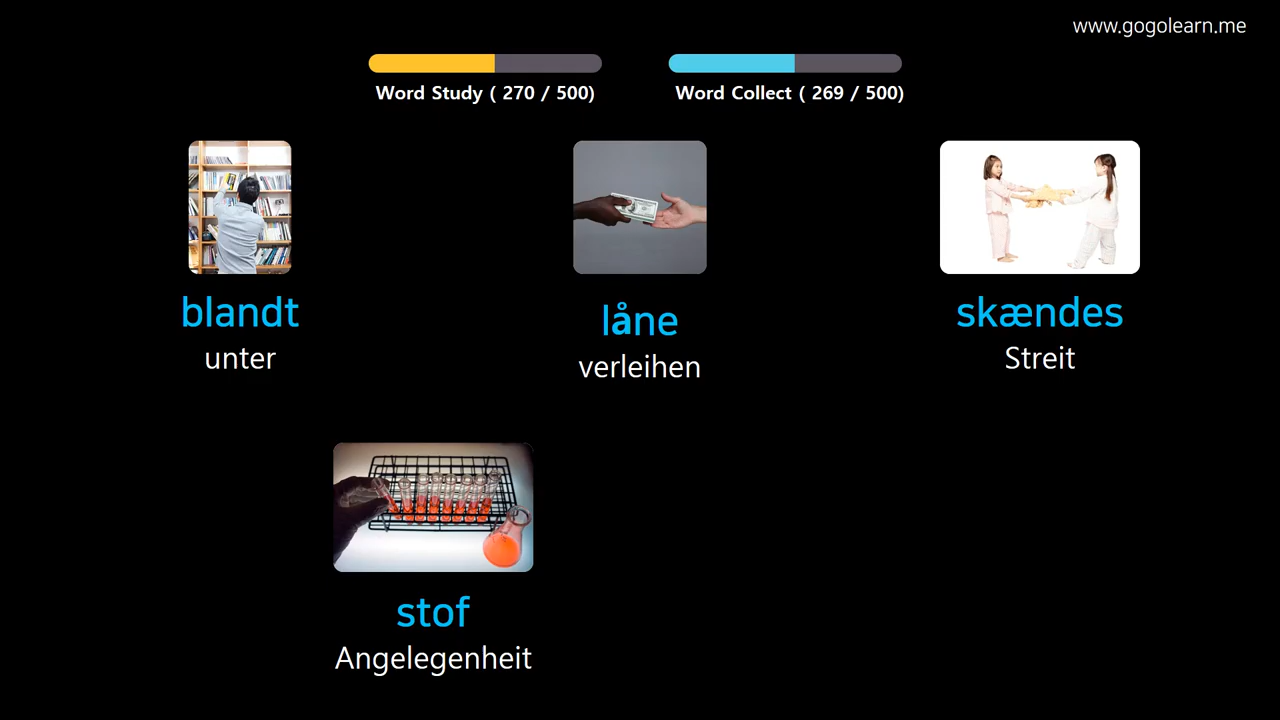 www.gogolearn.me
Word Study ( 270 / 500)
Word Collect ( 269 / 500)
blandt
unter
låne
verleihen
skændes
Streit
stof
Angelegenheit